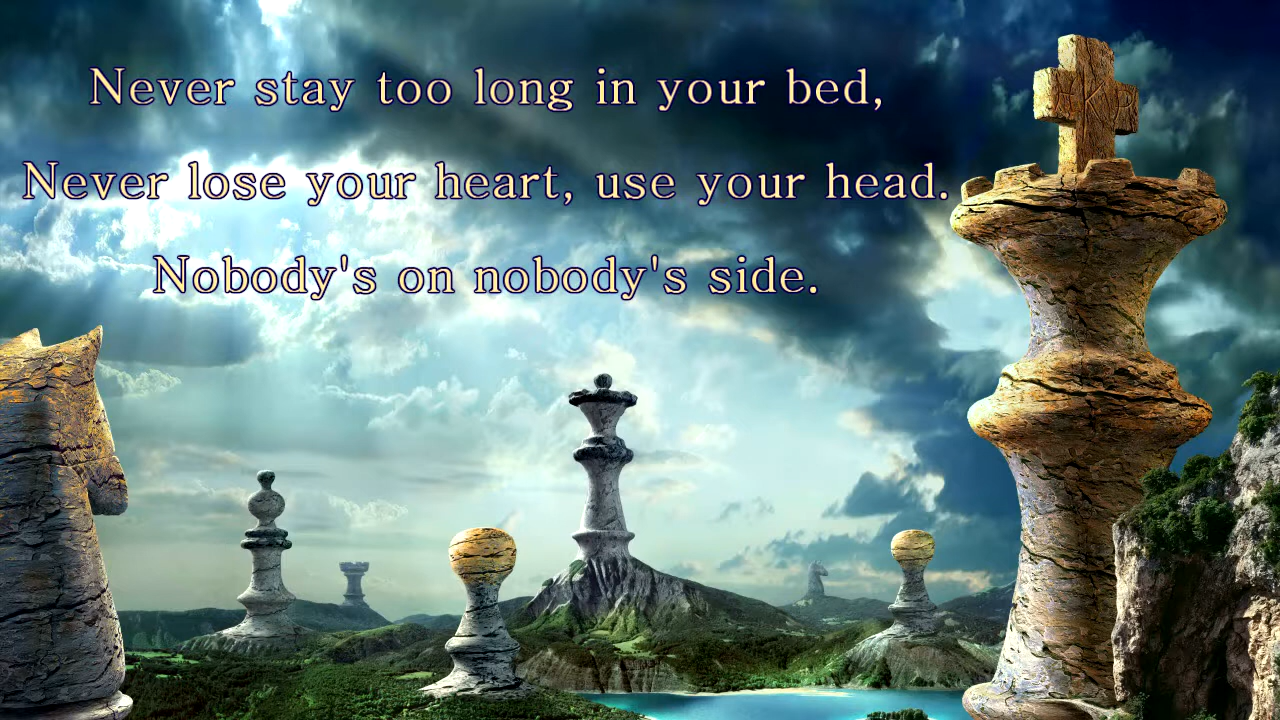 Never stay too long in your bed,
Never lose your heart, use your head.
Nobody's on nobody's side.